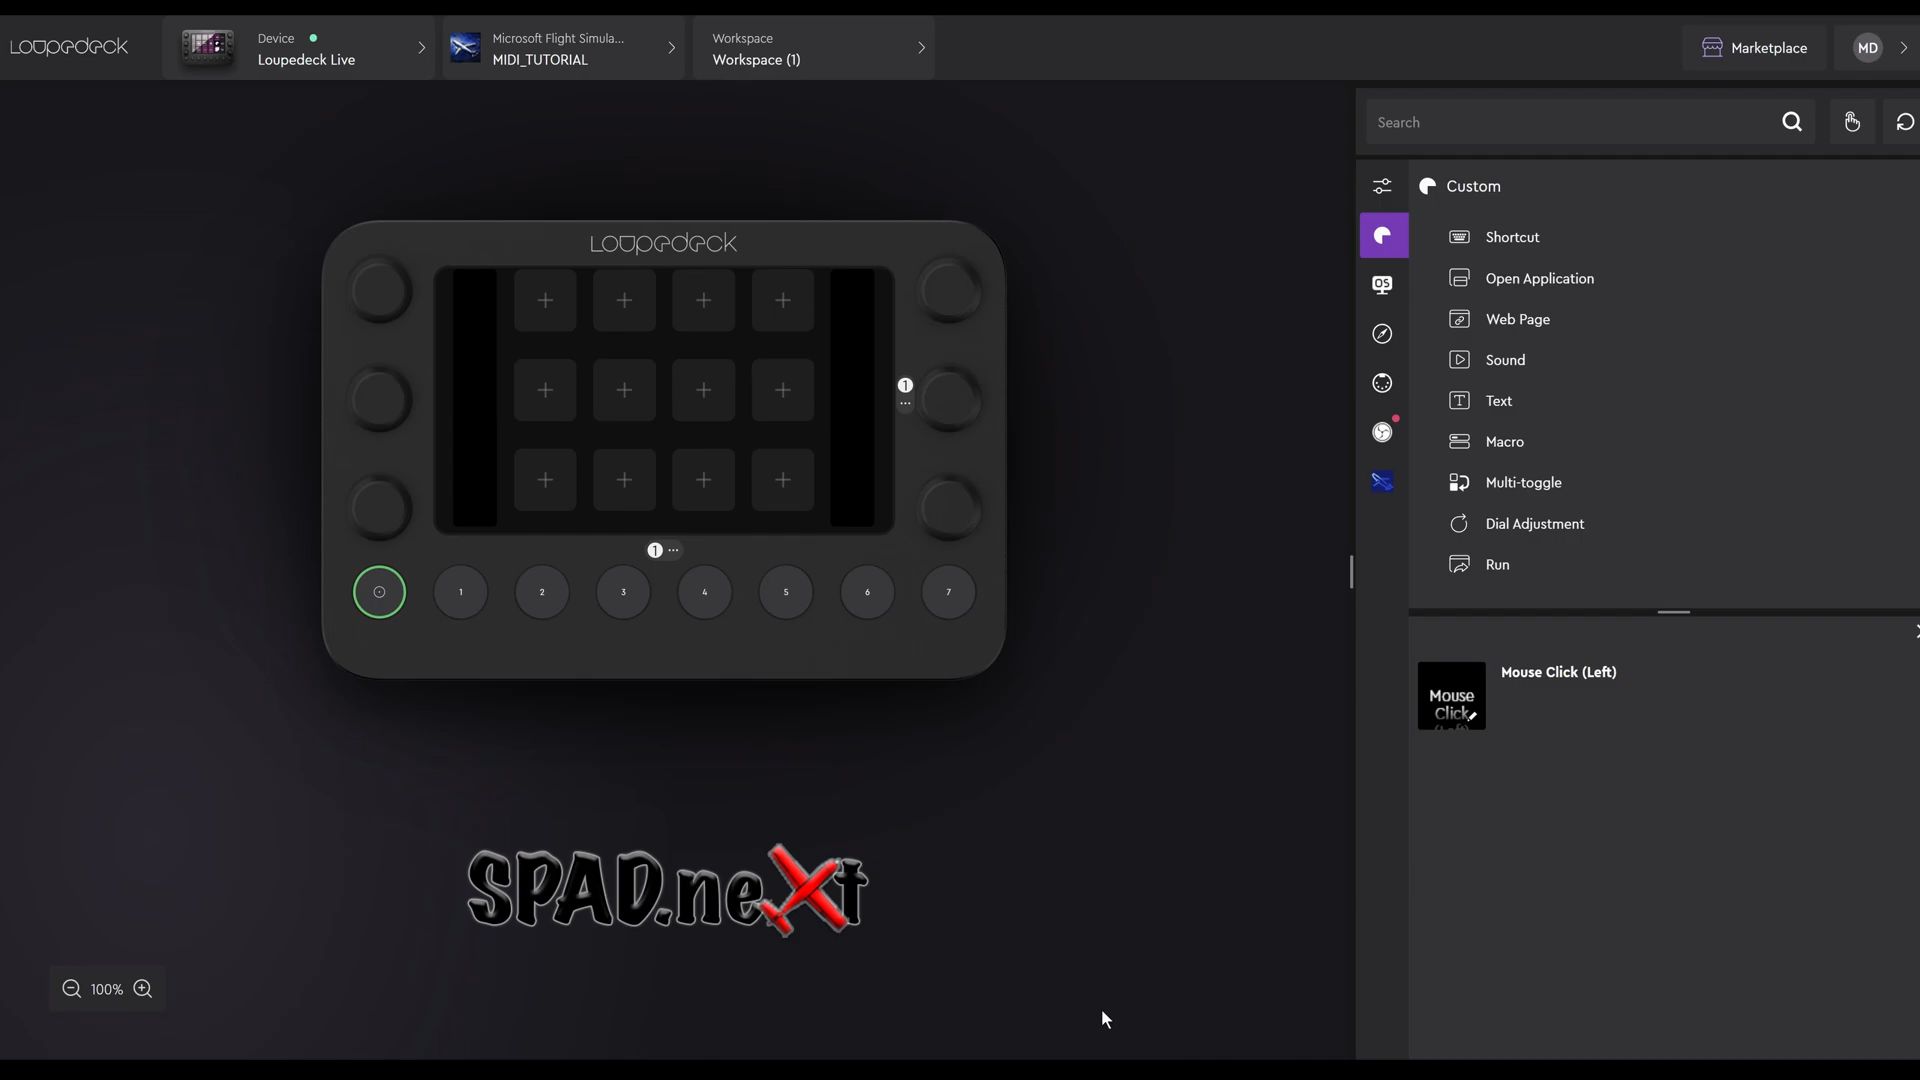 Loupedeck
Device
Loupedeck Live
Microsoft Flight Simula...
MIDI_TUTORIAL
Workspace
Workspace (1)
Marketplace
MD
Search
Custom
Shortcut
OS
Open Application
Web Page
Sound
Text
Macro
Multi-toggle
Dial Adjustment
Run
Loupedeck
1
...
1 ...
1 2 3 4 5 6 7
Mouse Click (Left)
Mouse
Click
(Left)
SPAD.neXt
100%